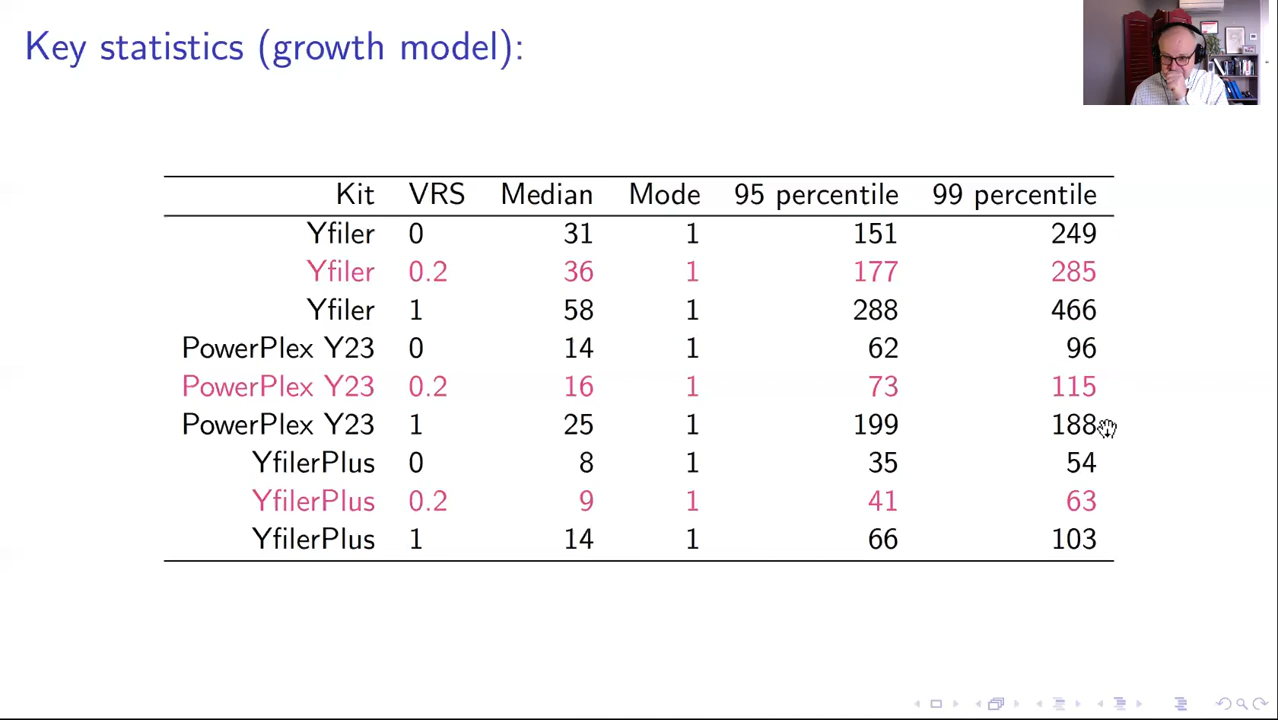 Key statistics (growth model):
Kit VRS Median Mode 95 percentile 99 percentile
Yfiler 0 31 1 151 249
Yfiler 0.2 36 1 177 285
Yfiler 1 58 1 288 466
PowerPlex Y23 0 14 1 62 96
PowerPlex Y23 0.2 16 1 73 115
PowerPlex Y23 1 25 1 199 188
YfilerPlus 0 8 1 35 54
YfilerPlus 0.2 9 1 41 63
YfilerPlus 1 14 1 66 103